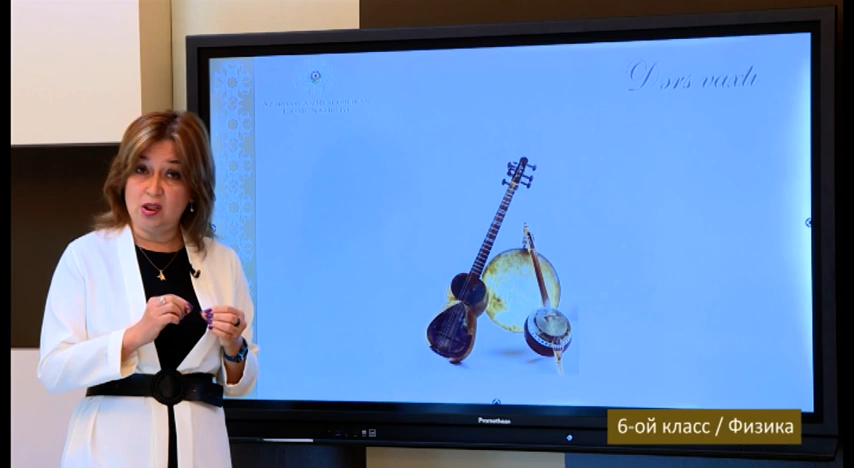 Dərs vaxtı
Promethean
6-ой класс / Физика